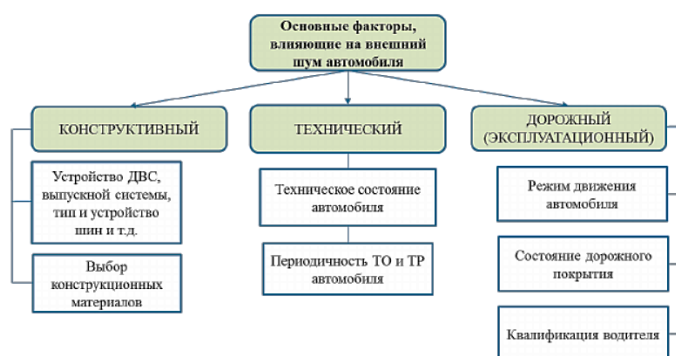 Основные факторы,
влияющие на внешний
шум автомобиля
КОНСТРУКТИВНЫЙ
ТЕХНИЧЕСКИЙ
ДОРОЖНЫЙ
(ЭКСПЛУАТАЦИОННЫЙ)
Устройство ДВС,
выпускной системы,
тип и устройство
шин и т.д.
Выбор
конструкционных
материалов
Техническое состояние
автомобиля
Периодичность ТО и ТР
автомобиля
Режим движения
автомобиля
Состояние дорожного
покрытия
Квалификация водителя